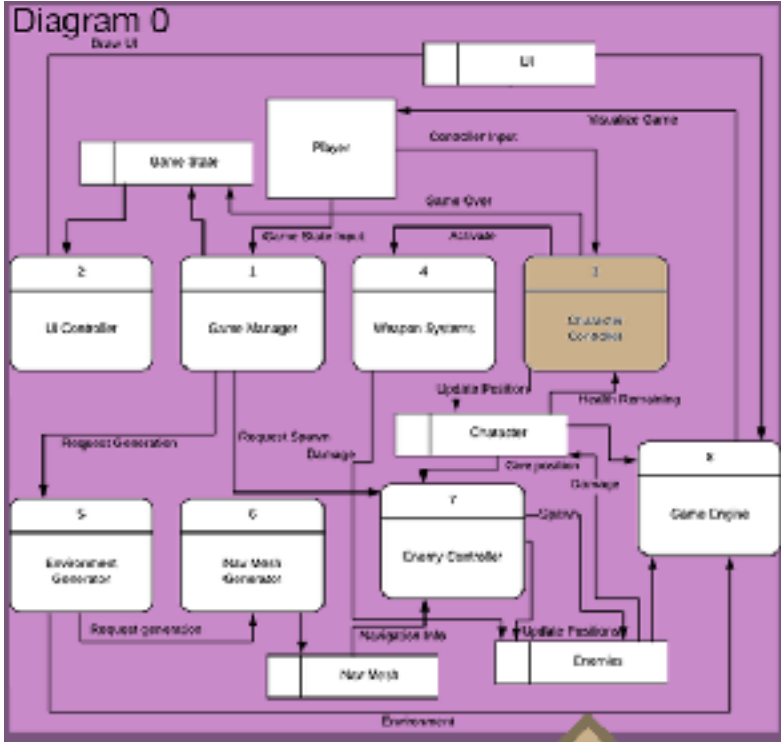 Diagram 0
Draw UI
UI
Visualize Game
Player
Controller Input
Game State
Game Over
Game State Input
Activate
2
1
4
3
UI Controller
Game Manager
Weapon Systems
Character
Controller
Update Position
Health Remaining
Character
Request Generation
Request Spawn
Damage
Give position
Damage
8
Game Engine
5
6
7
Spawn
Environment
Generator
Nav Mesh
Generator
Enemy Controller
Request generation
Navigation Info
Update Positions
Enemies
Nav Mesh
Environment